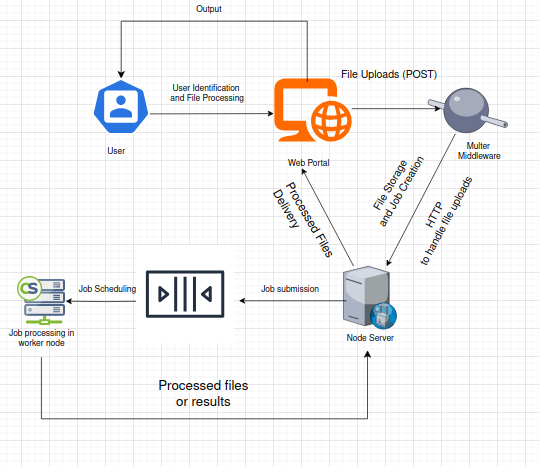 Output
User Identification
and File Processing
File Uploads (POST)
User
Web Portal
Multer
Middleware
File Storage
and Job Creation
HTTP
to handle file uploads
Processed Files
Delivery
Job Scheduling
Job submission
CS
Job processing in
worker node
Node Server
Processed files
or results